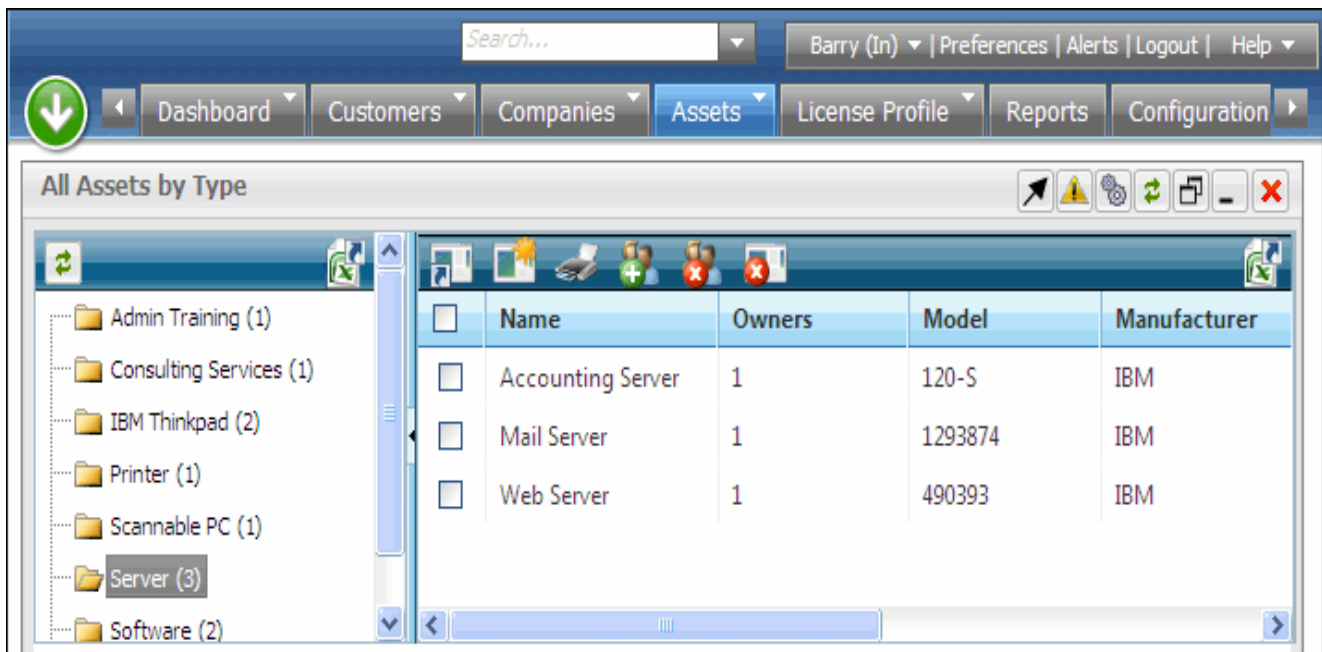 Search...
Barry (In) | Preferences | Alerts | Logout | Help
Dashboard Customers Companies Assets License Profile Reports Configuration
All Assets by Type
Admin Training (1)
Consulting Services (1)
IBM Thinkpad (2)
Printer (1)
Scannable PC (1)
Server (3)
Software (2)
Name Owners Model Manufacturer
Accounting Server 1 120-S IBM
Mail Server 1 1293874 IBM
Web Server 1 490393 IBM